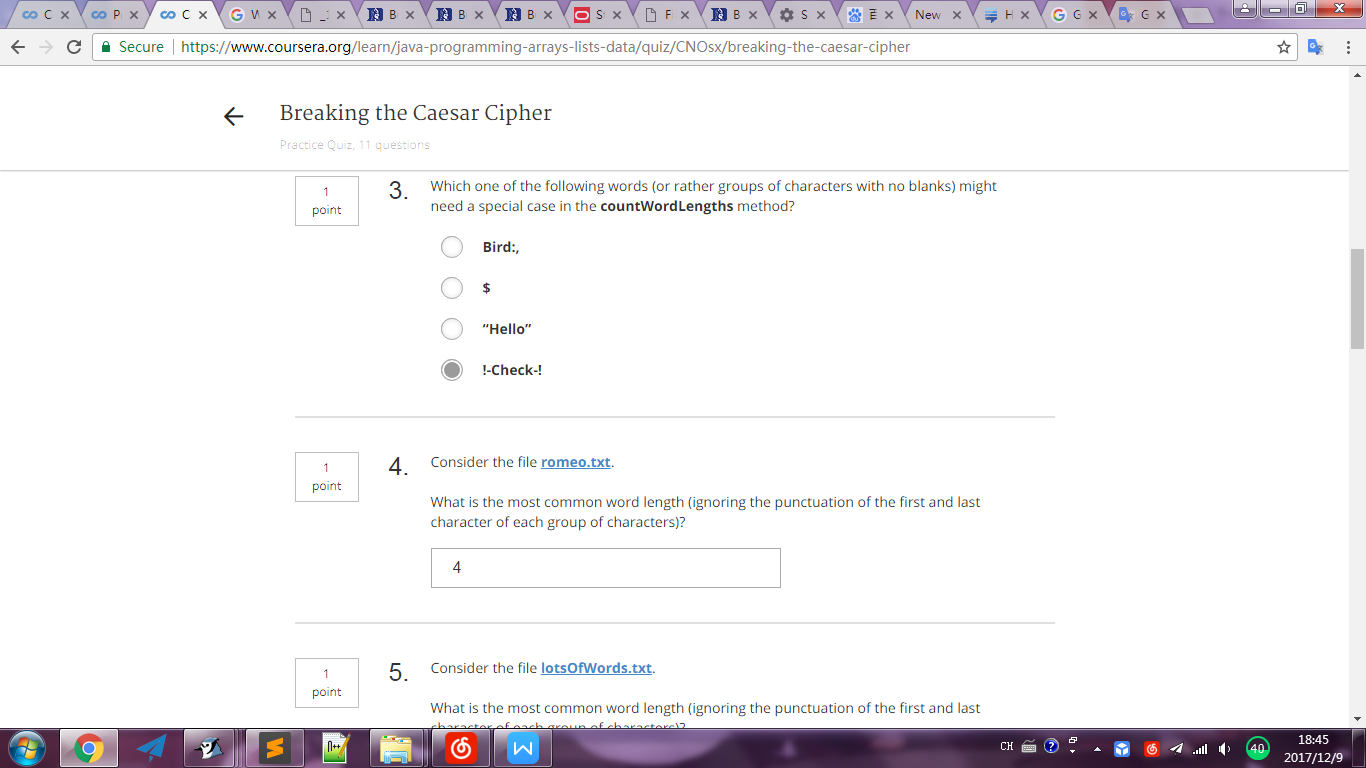 C P C W B B B S F B S New H G G
Secure https://www.coursera.org/learn/java-programming-arrays-lists-data/quiz/CNOsx/breaking-the-caesar-cipher
Breaking the Caesar Cipher
Practice Quiz, 11 questions
1
point
3.
Which one of the following words (or rather groups of characters with no blanks) might
need a special case in the countWordLengths method?
Bird:,
$
“Hello”
!-Check-!
1
point
4.
Consider the file romeo.txt.
What is the most common word length (ignoring the punctuation of the first and last
character of each group of characters)?
4
1
point
5.
Consider the file lotsOfWords.txt.
What is the most common word length (ignoring the punctuation of the first and last
character of each group of characters)?
CH
40
18:45
2017/12/9